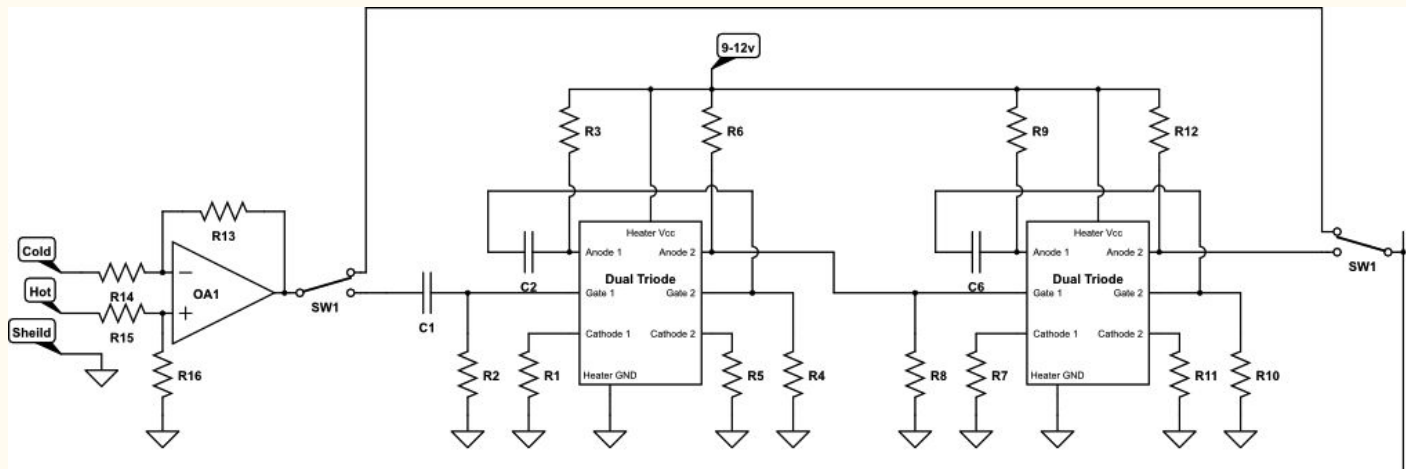 9-12v
R3
R6
R9
R12
R13
Cold
Heater Vcc
Heater Vcc
Anode 1
Anode 2
Anode 1
Anode 2
R14
OA1
SW1
C2
Dual Triode
C6
Dual Triode
SW1
Hot
Gate 1
Gate 2
Gate 1
Gate 2
R15
C1
Sheild
Cathode 1
Cathode 2
Cathode 1
Cathode 2
R16
R2
R1
Heater GND
R5
R4
R8
R7
Heater GND
R11
R10